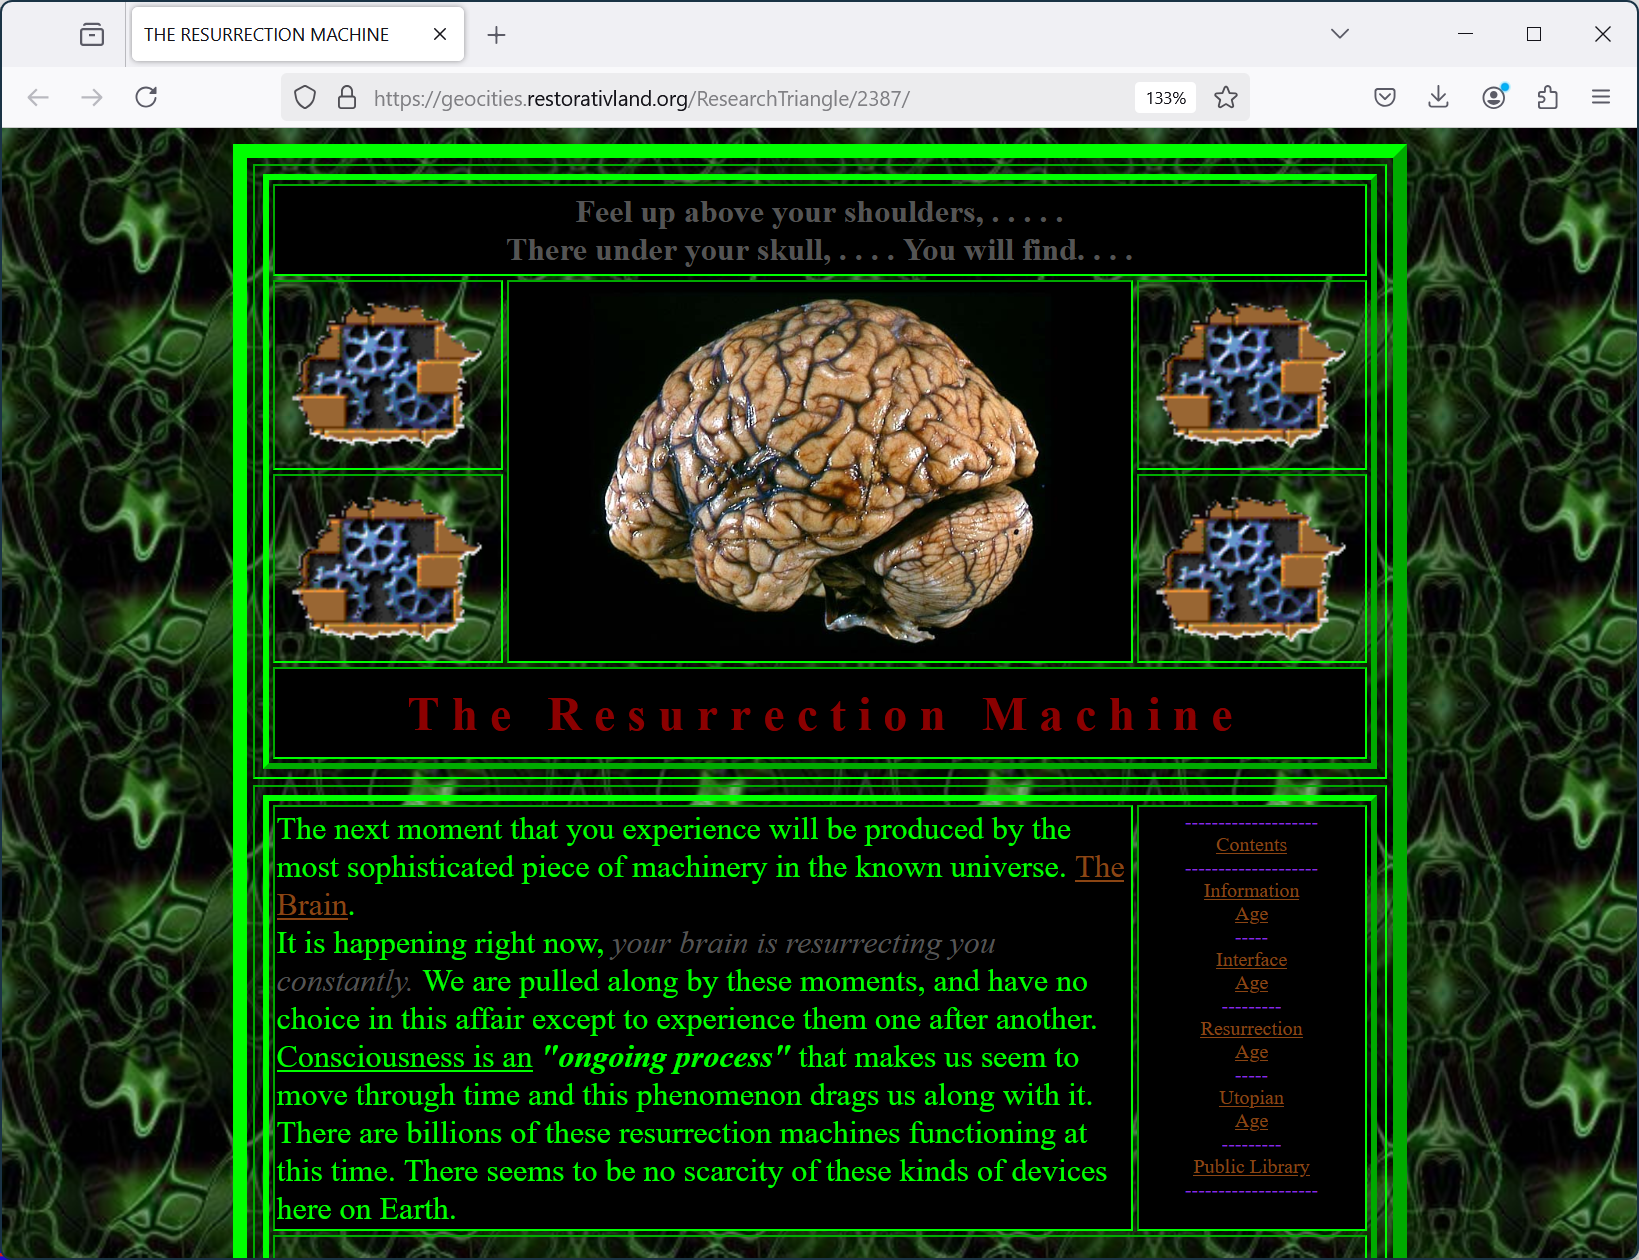 THE RESURRECTION MACHINE
https://geocities.restorativland.org/ResearchTriangle/2387/
133%
Feel up above your shoulders, . . . . .
There under your skull, . . . . You will find. . . .
The Resurrection Machine
The next moment that you experience will be produced by the
most sophisticated piece of machinery in the known universe. The
Brain.
It is happening right now, your brain is resurrecting you
constantly. We are pulled along by these moments, and have no
choice in this affair except to experience them one after another.
Consciousness is an "ongoing process" that makes us seem to
move through time and this phenomenon drags us along with it.
There are billions of these resurrection machines functioning at
this time. There seems to be no scarcity of these kinds of devices
here on Earth.
-------------------
Contents
-------------------
Information
Age
-----
Interface
Age
---------
Resurrection
Age
-----
Utopian
Age
---------
Public Library
-------------------